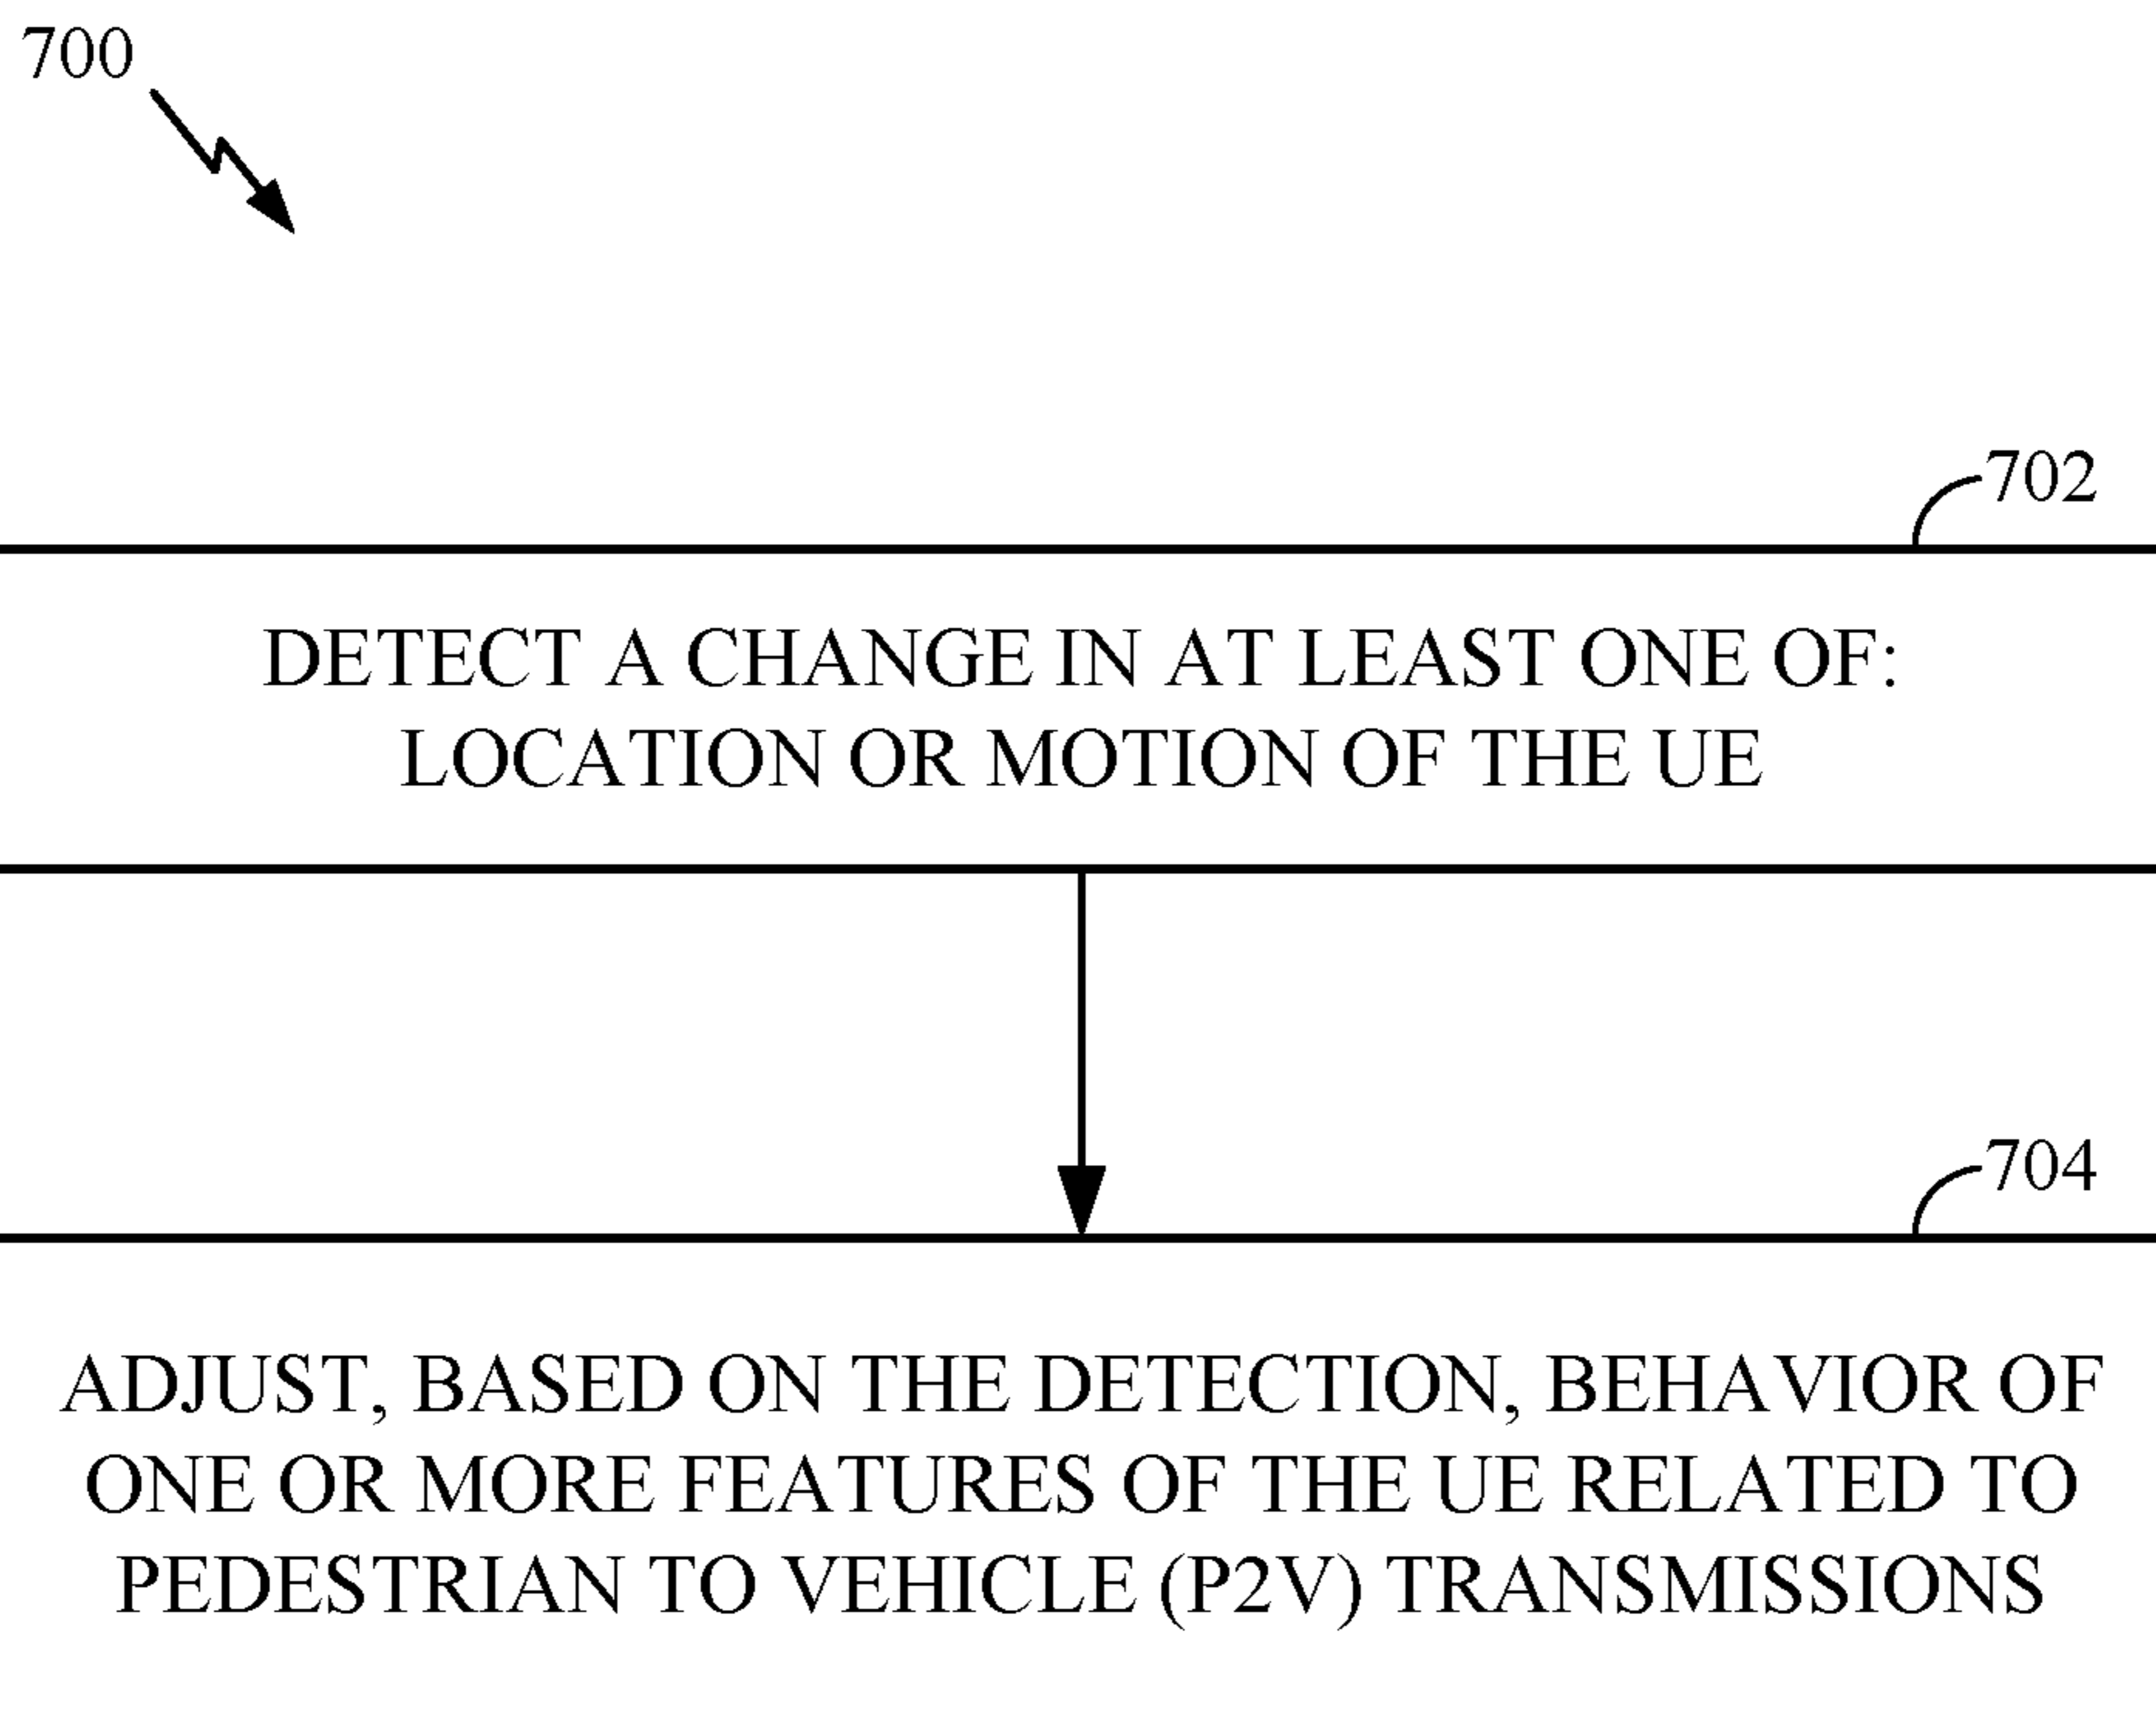 700
702
DETECT A CHANGE IN AT LEAST ONE OF:
LOCATION OR MOTION OF THE UE
704
ADJUST, BASED ON THE DETECTION, BEHAVIOR OF
ONE OR MORE FEATURES OF THE UE RELATED TO
PEDESTRIAN TO VEHICLE (P2V) TRANSMISSIONS